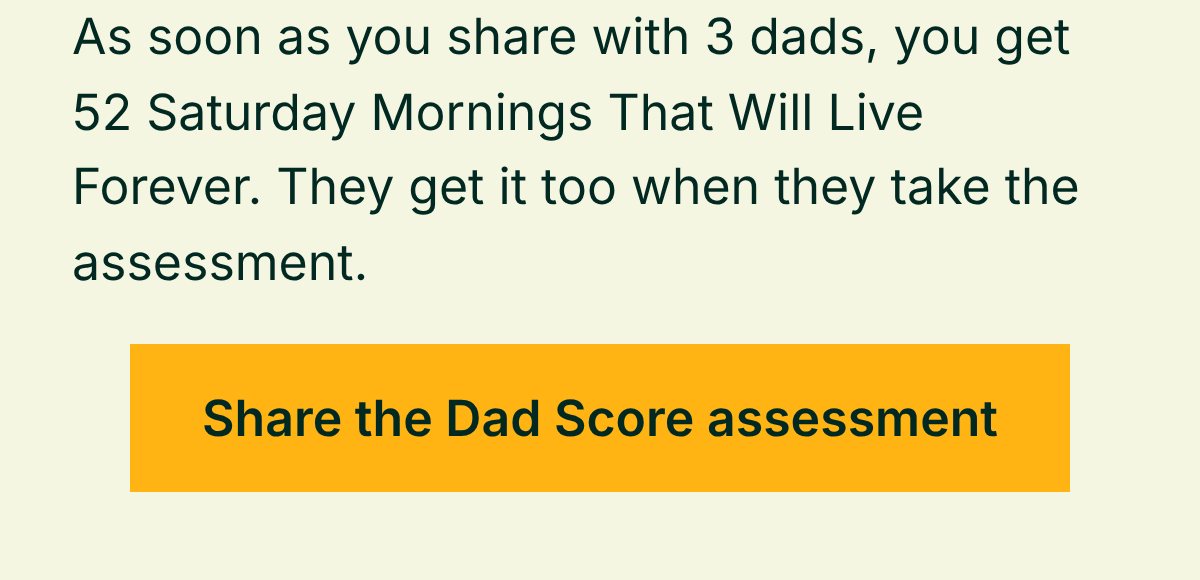 As soon as you share with 3 dads, you get
52 Saturday Mornings That Will Live
Forever. They get it too when they take the
assessment.
Share the Dad Score assessment